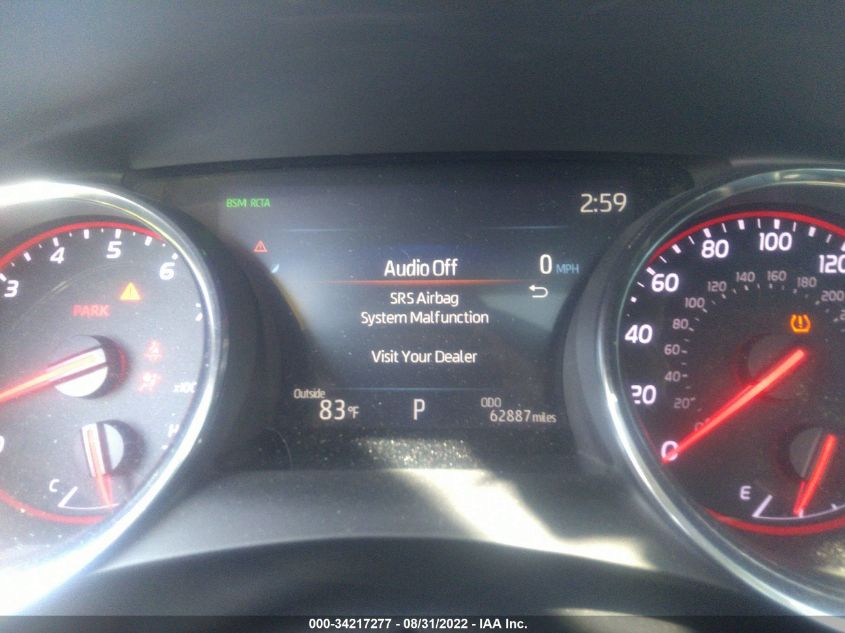 BSM RCTA
2:59
Audio Off
0 MPH
SRS Airbag
System Malfunction
Visit Your Dealer
Outside
83°F
P
ODO
62887 miles
3
4
5
6
PARK
x100
C
H
0
20
40
60
80
100
120
20
40
60
80
100
120
140
160
180
200
E
000-34217277 - 08/31/2022 - IAA Inc.